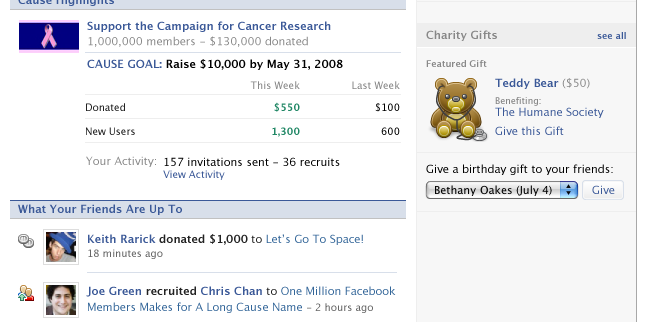 Cause Highlights
Support the Campaign for Cancer Research
1,000,000 members – $130,000 donated
CAUSE GOAL: Raise $10,000 by May 31, 2008
This Week Last Week
Donated $550 $100
New Users 1,300 600
Your Activity: 157 invitations sent – 36 recruits
View Activity
What Your Friends Are Up To
Keith Rarick donated $1,000 to Let's Go To Space!
18 minutes ago
Joe Green recruited Chris Chan to One Million Facebook
Members Makes for A Long Cause Name – 2 hours ago
Charity Gifts see all
Featured Gift
Teddy Bear ($50)
Benefiting:
The Humane Society
Give this Gift
Give a birthday gift to your friends:
Bethany Oakes (July 4) Give